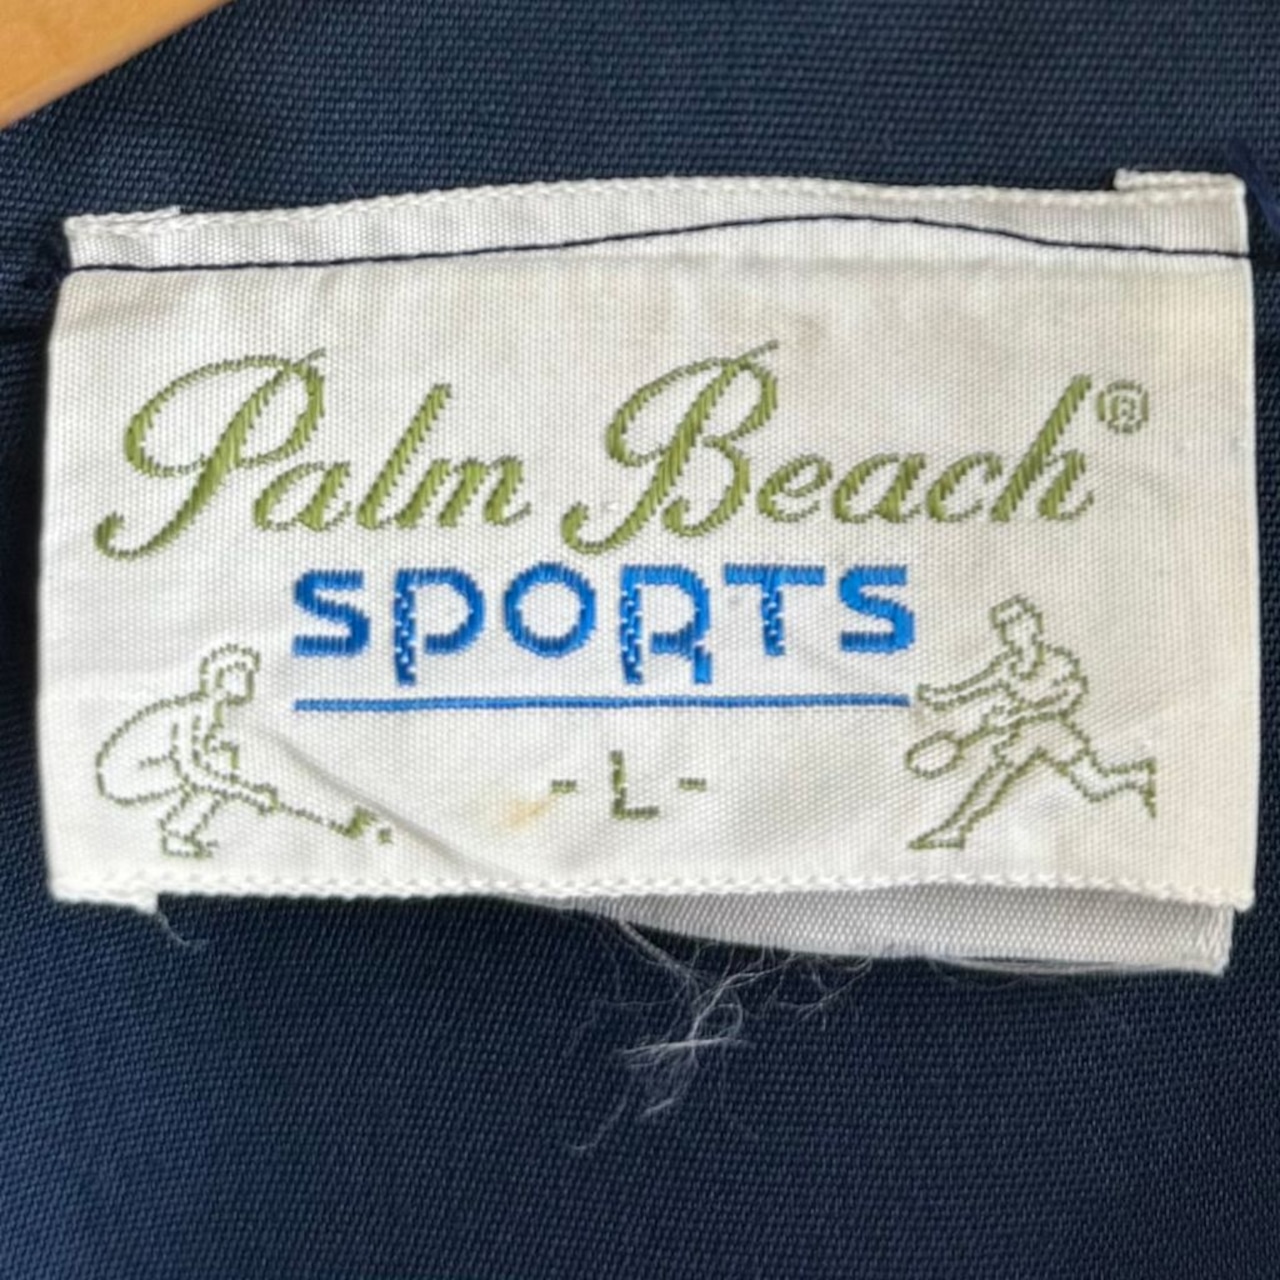 Palm Beach®
SPORTS
- L -